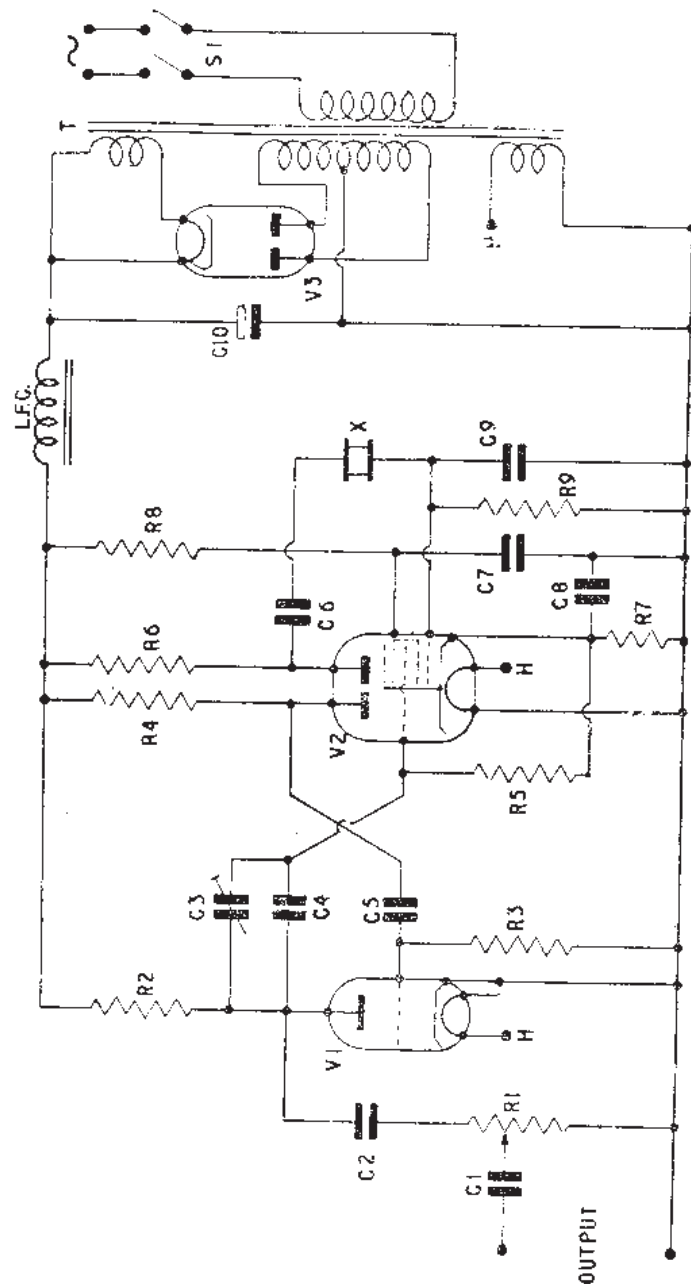 L.F.C.
T
~
S1
R2
R4
R6
R8
C10
V3
C3
C4
C6
X
V1
V2
C5
C7
C9
R9
C8
H
C2
R5
R7
R3
H
H
R1
C1
OUTPUT